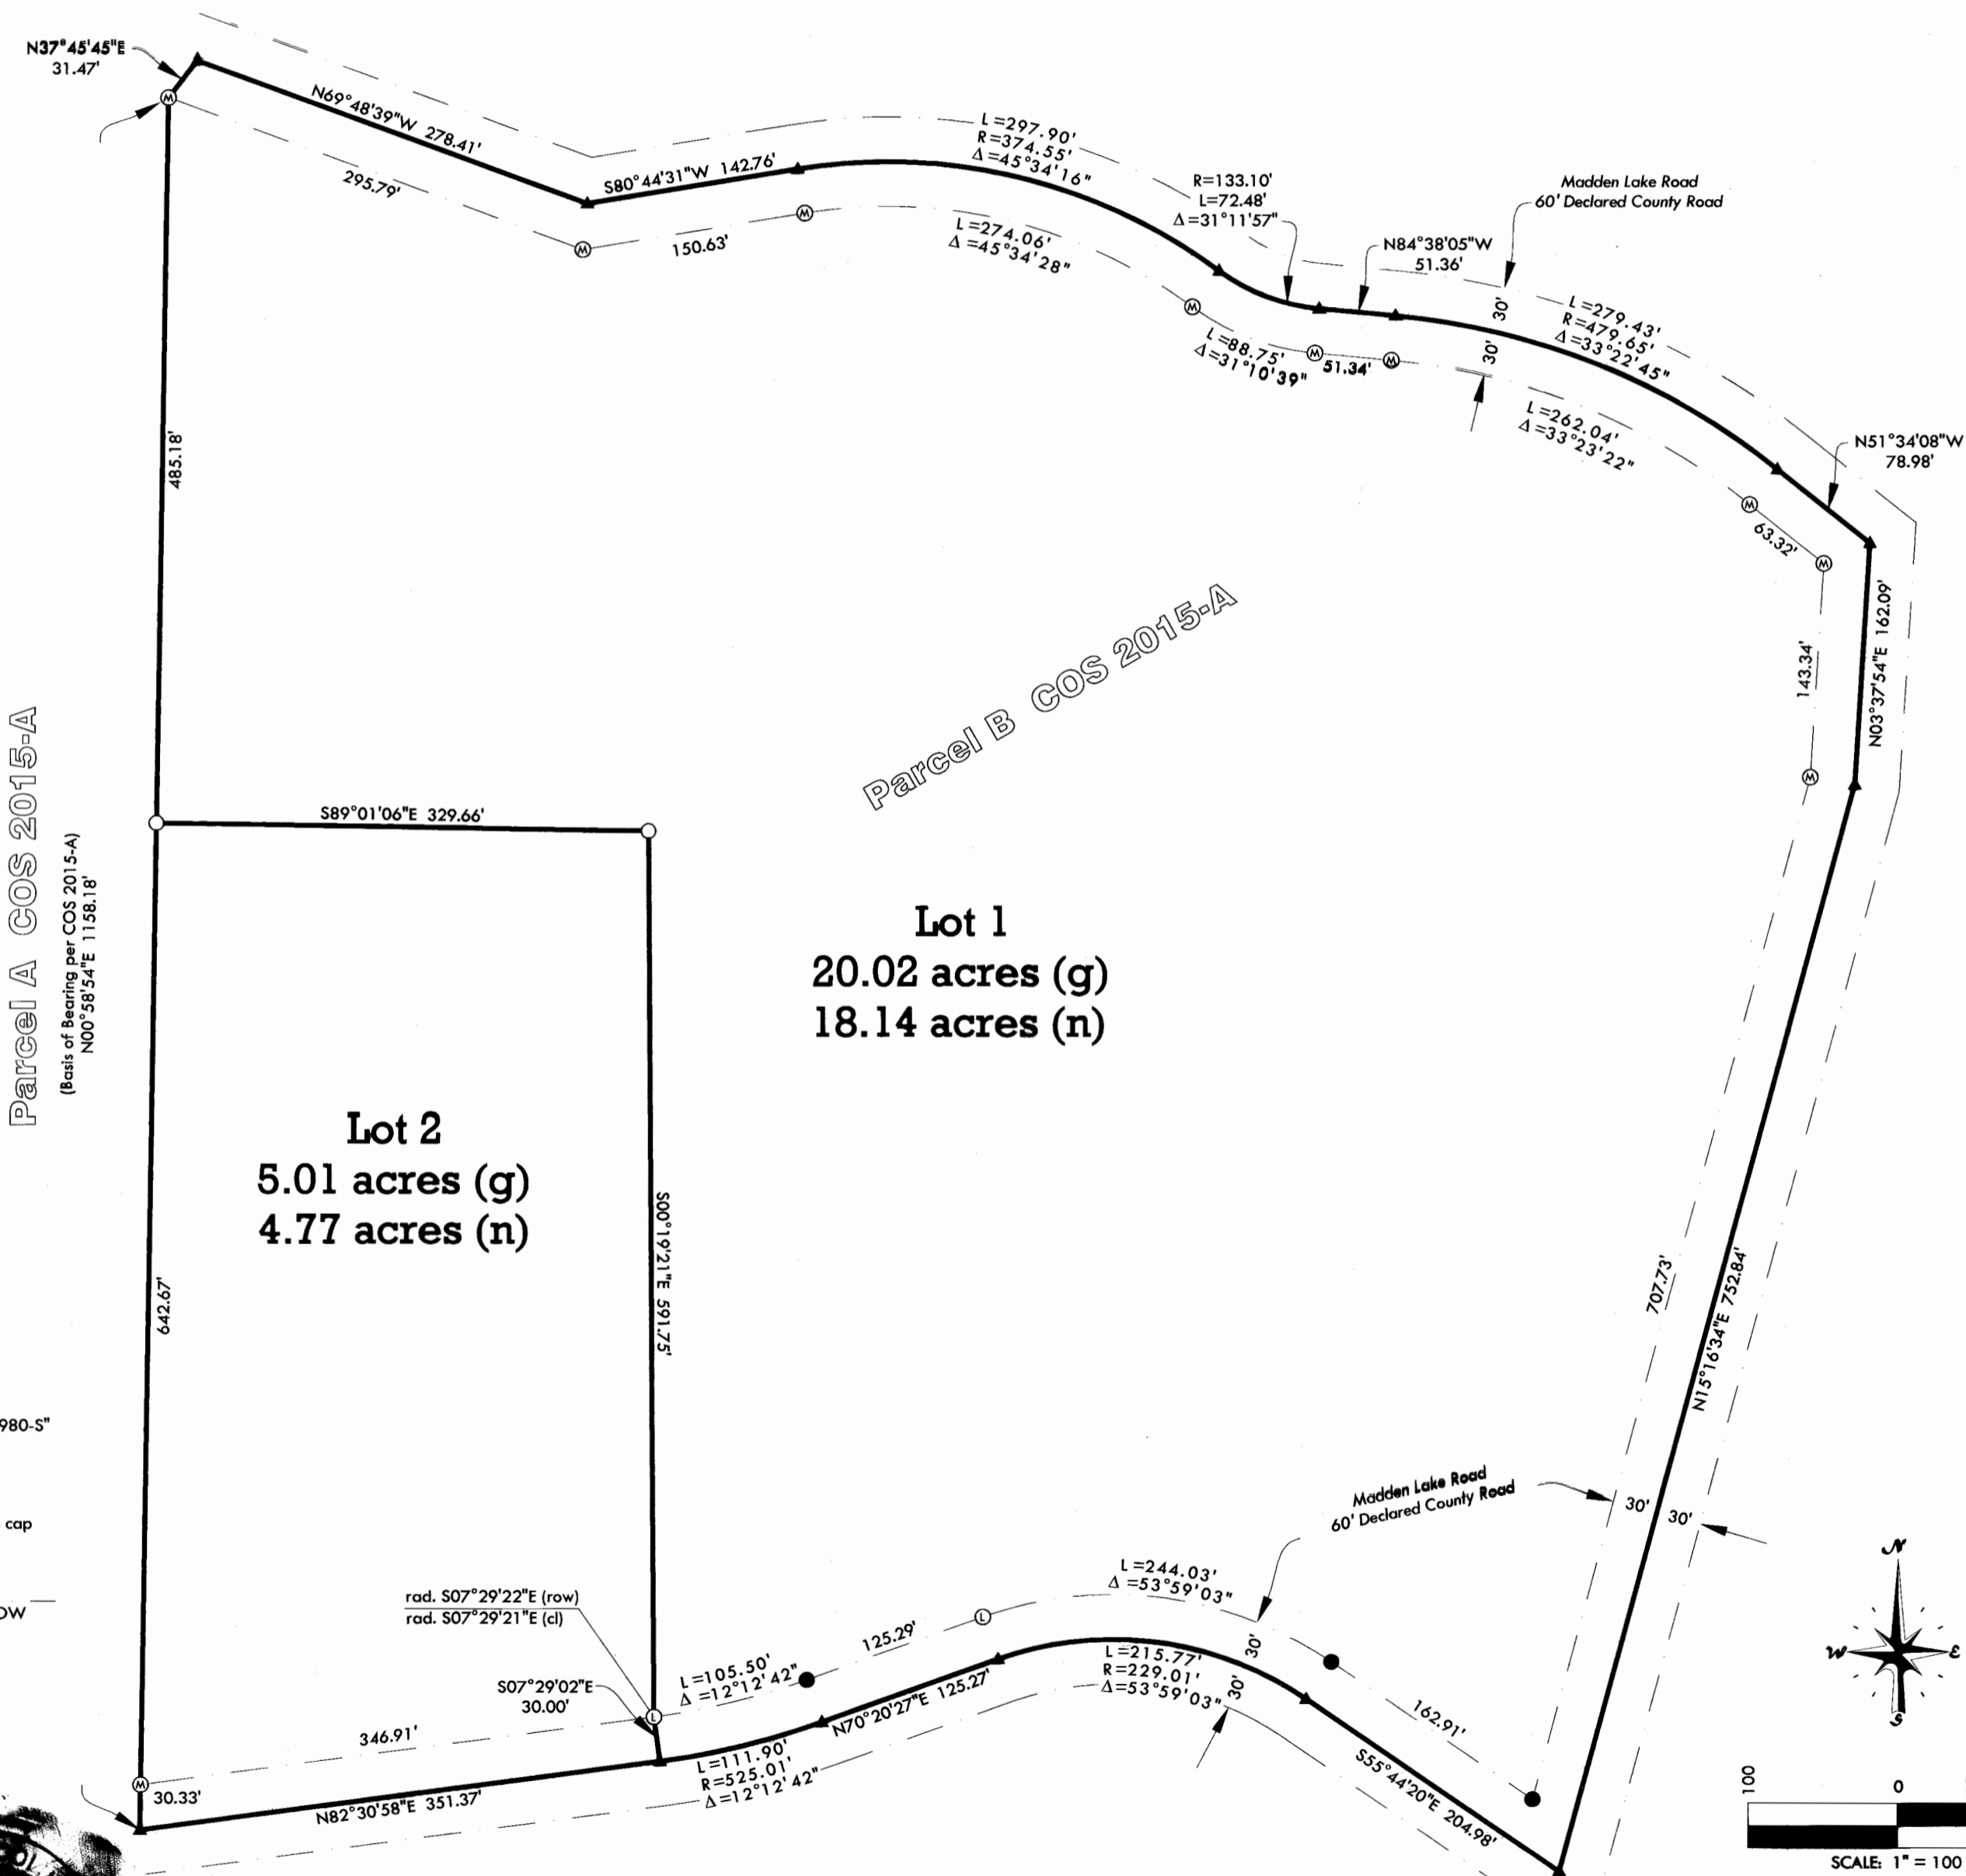 N37°45'45"E
31.47'
N69°48'39"W 278.41'
295.79'
S80°44'31"W 142.76'
150.63'
L=297.90'
R=374.55'
Δ=45°34'16"
L=274.06'
Δ=45°34'28"
R=133.10'
L=72.48'
Δ=31°11'57"
Madden Lake Road
60' Declared County Road
N84°38'05"W
51.36'
30'
30'
L=88.75'
Δ=31°10'39"
51.34'
L=279.43'
R=479.65'
Δ=33°22'45"
L=262.04'
Δ=33°23'22"
N51°34'08"W
78.98'
63.32'
485.18'
143.34'
N03°37'54"E 162.09'
Parcel B COS 2015-A
Parcel A COS 2015-A
(Basis of Bearing per COS 2015-A)
N00°58'54"E 1158.18'
S89°01'06"E 329.66'
Lot 1
20.02 acres (g)
18.14 acres (n)
Lot 2
5.01 acres (g)
4.77 acres (n)
642.67'
S00°19'21"E 591.75'
707.73'
N15°16'34"E 752.84'
980-S"
cap
OW
Madden Lake Road
60' Declared County Road
30'
30'
rad. S07°29'22"E (row)
rad. S07°29'21"E (cl)
S07°29'02"E
30.00'
L=105.50'
Δ=12°12'42"
125.29'
L=244.03'
Δ=53°59'03"
30'
30'
L=215.77'
R=229.01'
Δ=53°59'03"
162.91'
346.91'
30.33'
N82°30'58"E 351.37'
L=111.90'
R=525.01'
Δ=12°12'42"
N70°20'27"E 125.27'
S55°44'20"E 204.98'
N
W
E
S
100
0
SCALE: 1" = 100
M
M
M
M
M
M
M
M
M
M
L
L
M